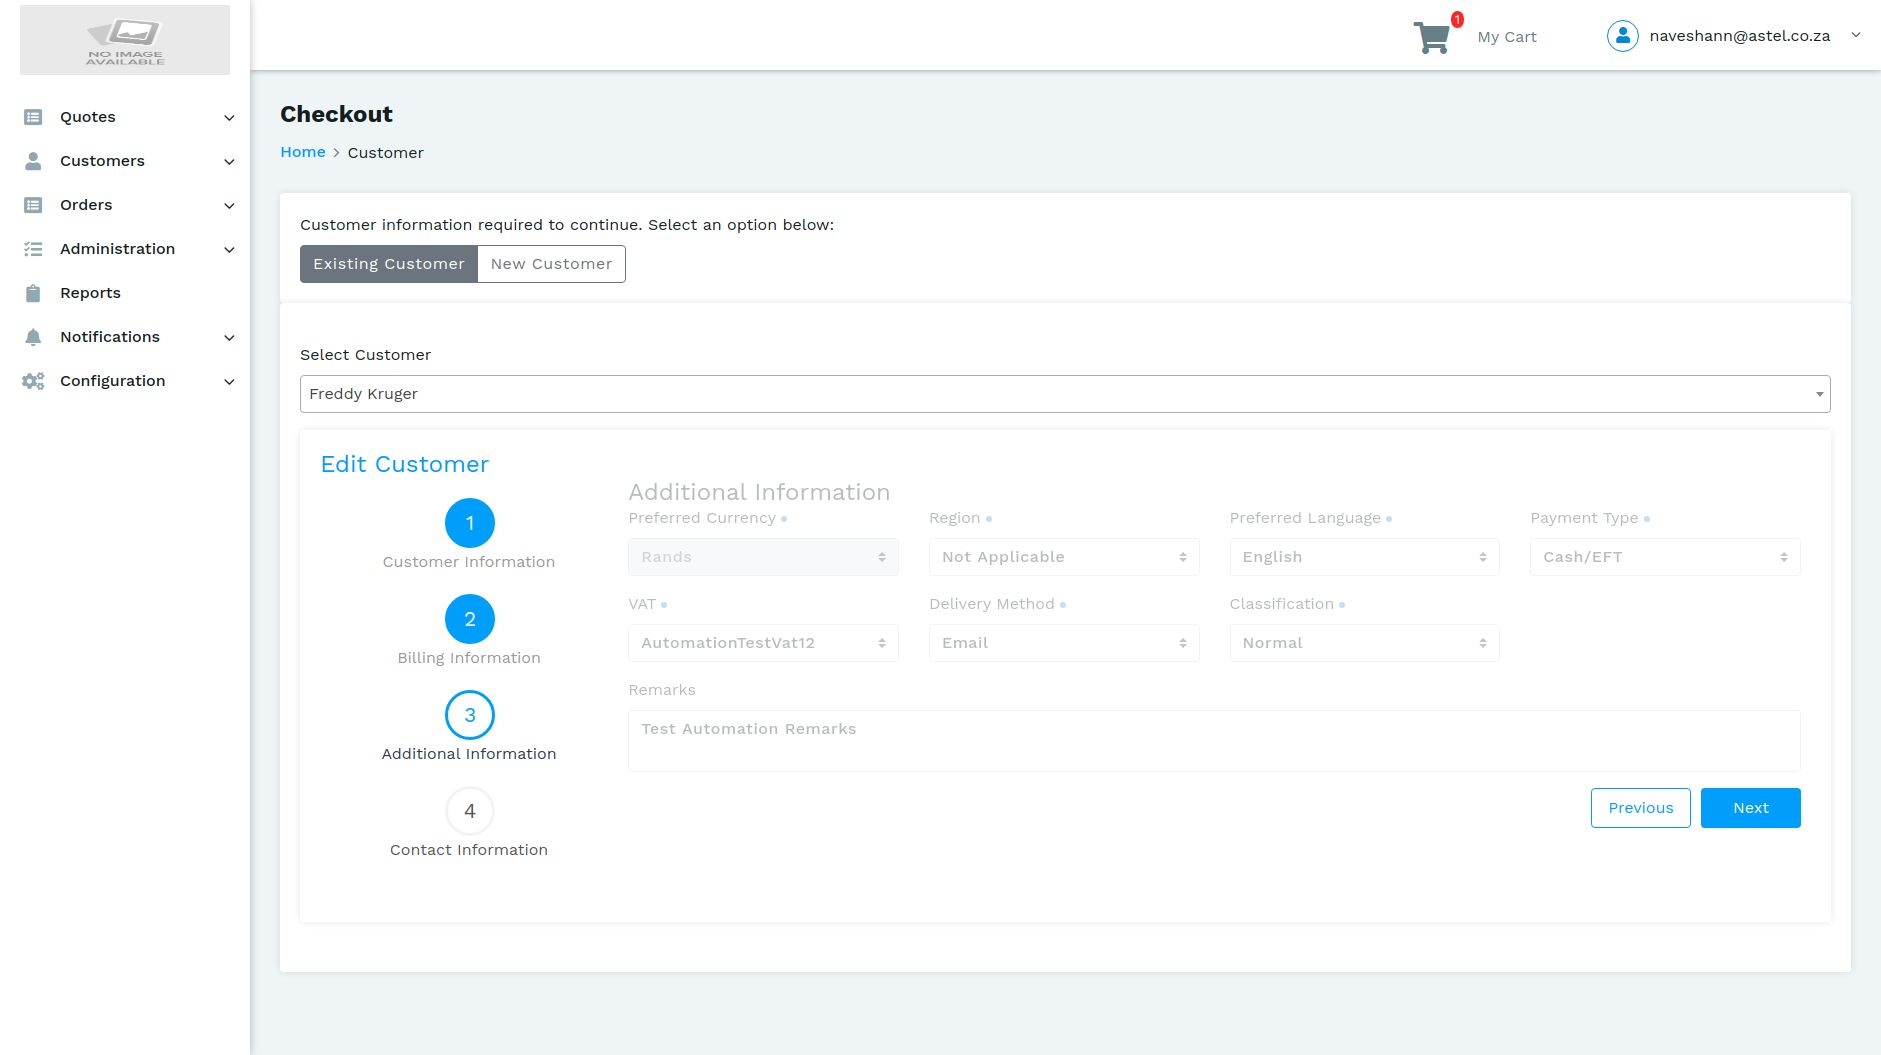 NO IMAGE
AVAILABLE
1
My Cart
naveshann@astel.co.za
Quotes
Customers
Orders
Administration
Reports
Notifications
Configuration
Checkout
Home > Customer
Customer information required to continue. Select an option below:
Existing Customer
New Customer
Select Customer
Freddy Kruger
Edit Customer
1
Customer Information
2
Billing Information
3
Additional Information
4
Contact Information
Additional Information
Preferred Currency
Region
Preferred Language
Payment Type
Rands
Not Applicable
English
Cash/EFT
VAT
Delivery Method
Classification
AutomationTestVat12
Email
Normal
Remarks
Test Automation Remarks
Previous
Next